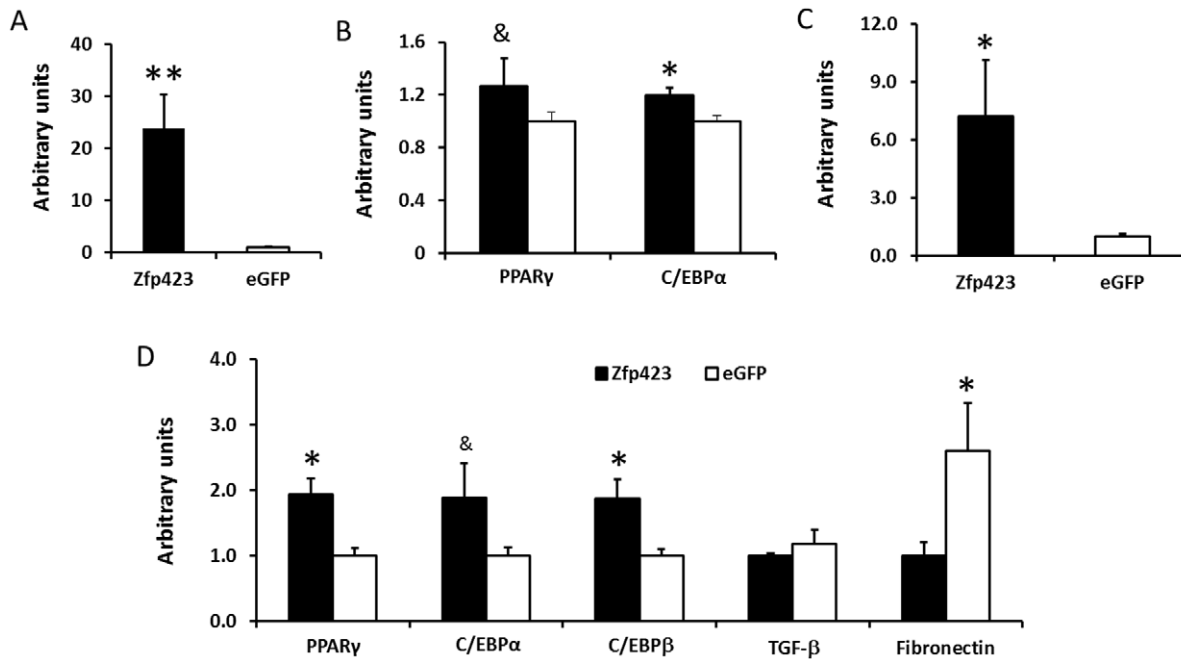 A
Arbitrary units
40
30
20
10
0
**
Zfp423 eGFP
B
Arbitrary units
1.6
1.2
0.8
0.4
0
& *
PPARγ C/EBPα
C
Arbitrary units
12.0
9.0
6.0
3.0
0.0
*
Zfp423 eGFP
D
Arbitrary units
4.0
3.0
2.0
1.0
0.0
Zfp423 eGFP
* & * *
PPARγ C/EBPα C/EBPβ TGF-β Fibronectin